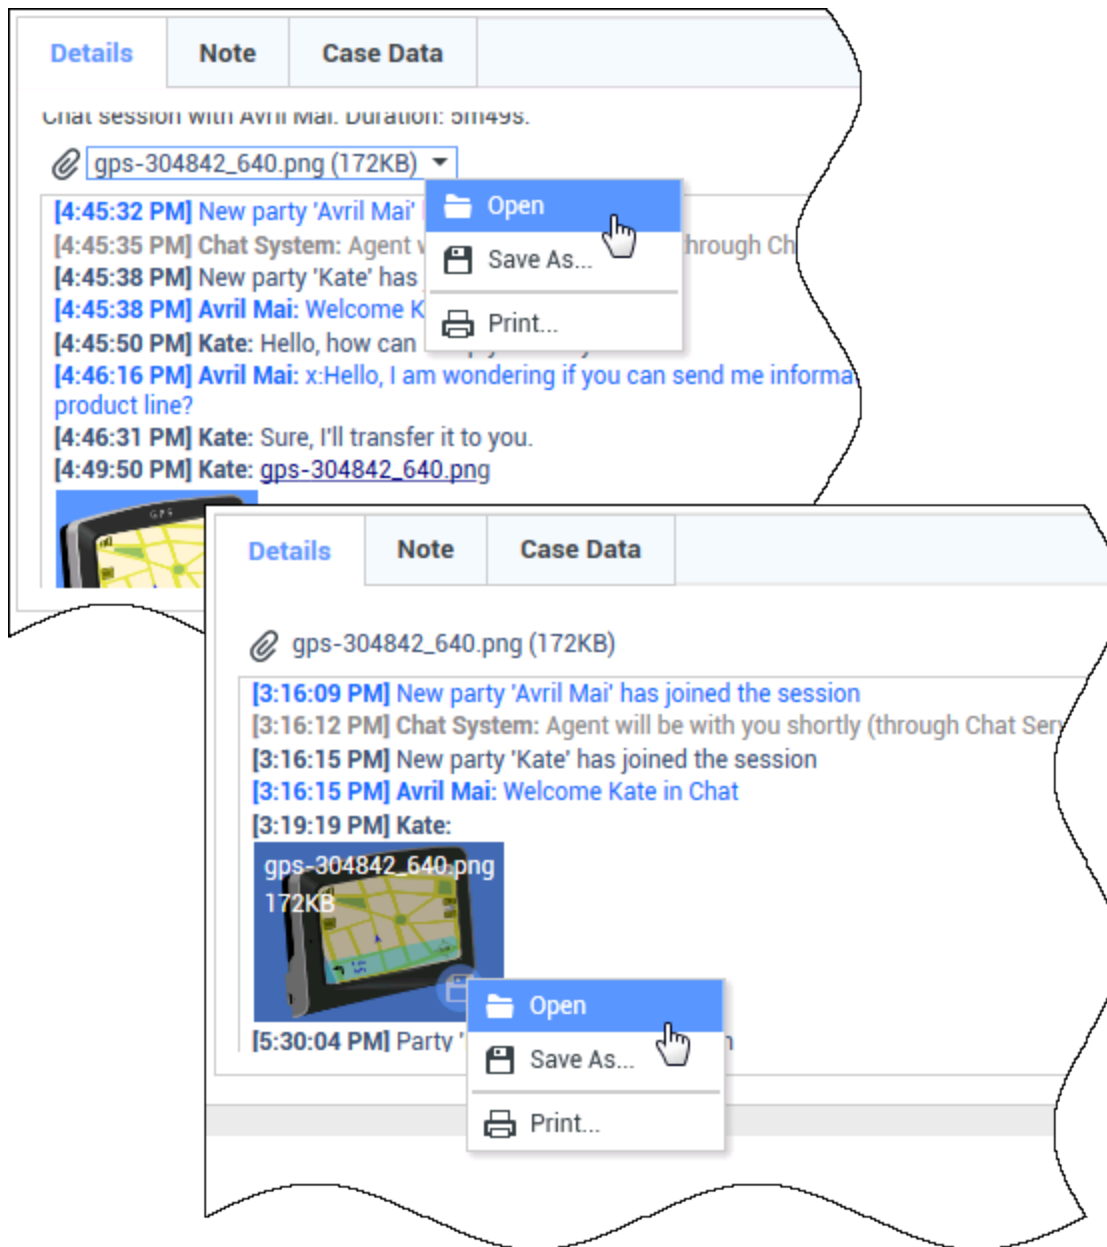 Details Note Case Data
Chat session with Avril Mai. Duration: 5m49s.
gps-304842_640.png (172KB)
[4:45:32 PM] New party 'Avril Mai'
Open
[4:45:35 PM] Chat System: Agent hrough Ch
Save As...
[4:45:38 PM] New party 'Kate' has
[4:45:38 PM] Avril Mai: Welcome K
Print...
[4:45:50 PM] Kate: Hello, how can
[4:46:16 PM] Avril Mai: x:Hello, I am wondering if you can send me informa
product line?
[4:46:31 PM] Kate: Sure, I'll transfer it to you.
[4:49:50 PM] Kate: gps-304842_640.png
GPS
Details Note Case Data
gps-304842_640.png (172KB)
[3:16:09 PM] New party 'Avril Mai' has joined the session
[3:16:12 PM] Chat System: Agent will be with you shortly (through Chat Ser
[3:16:15 PM] New party 'Kate' has joined the session
[3:16:15 PM] Avril Mai: Welcome Kate in Chat
[3:19:19 PM] Kate:
gps-304842_640.png
172KB
Open
[5:30:04 PM] Party '
Save As...
Print...